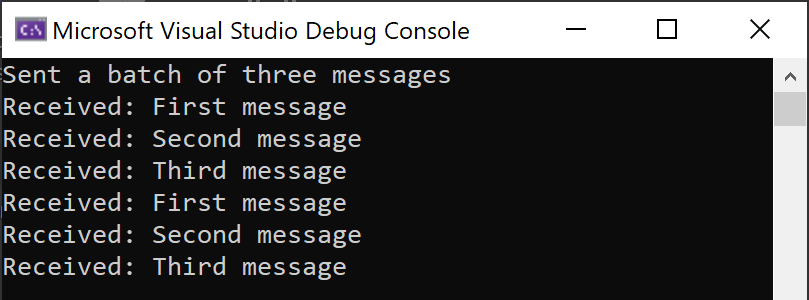 C:\ Microsoft Visual Studio Debug Console
Sent a batch of three messages
Received: First message
Received: Second message
Received: Third message
Received: First message
Received: Second message
Received: Third message